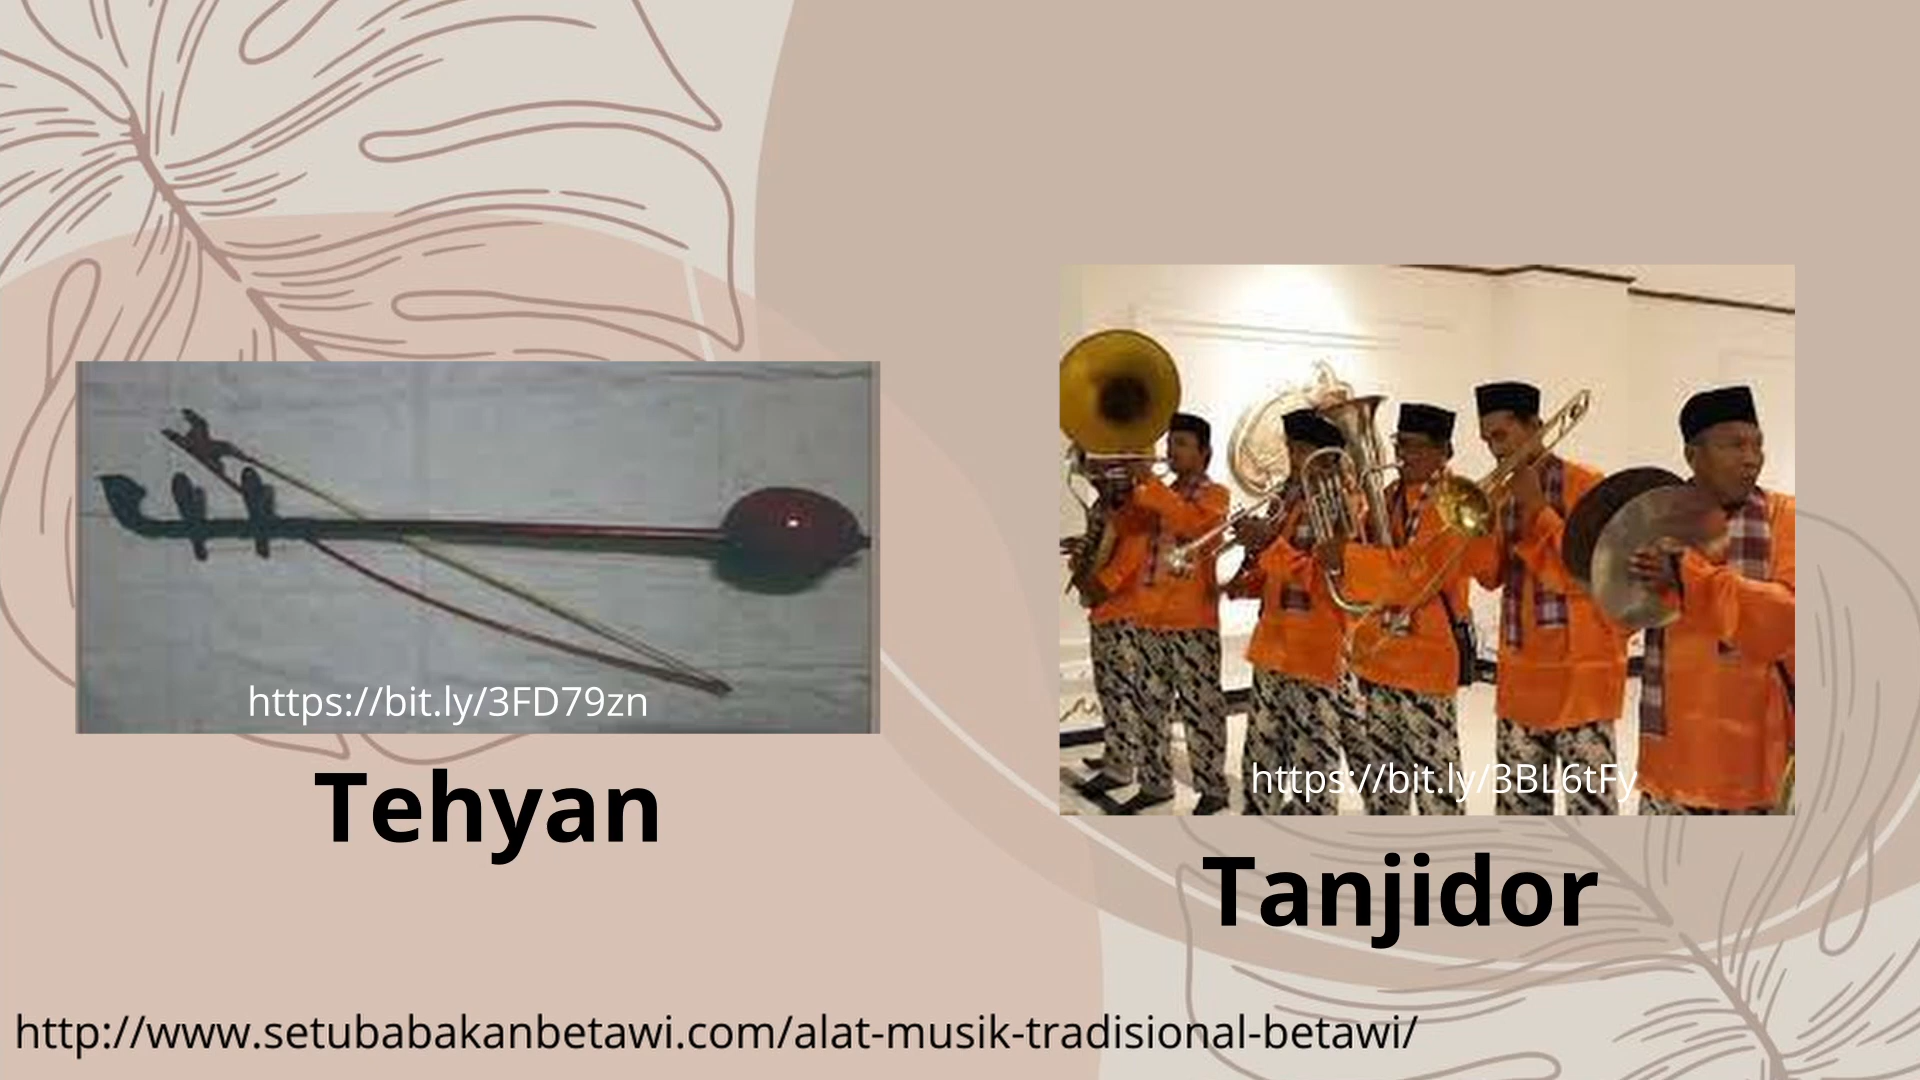 https://bit.ly/3FD79zn
Tehyan
https://bit.ly/3BL6tFy
Tanjidor
http://www.setubabakanbetawi.com/alat-musik-tradisional-betawi/